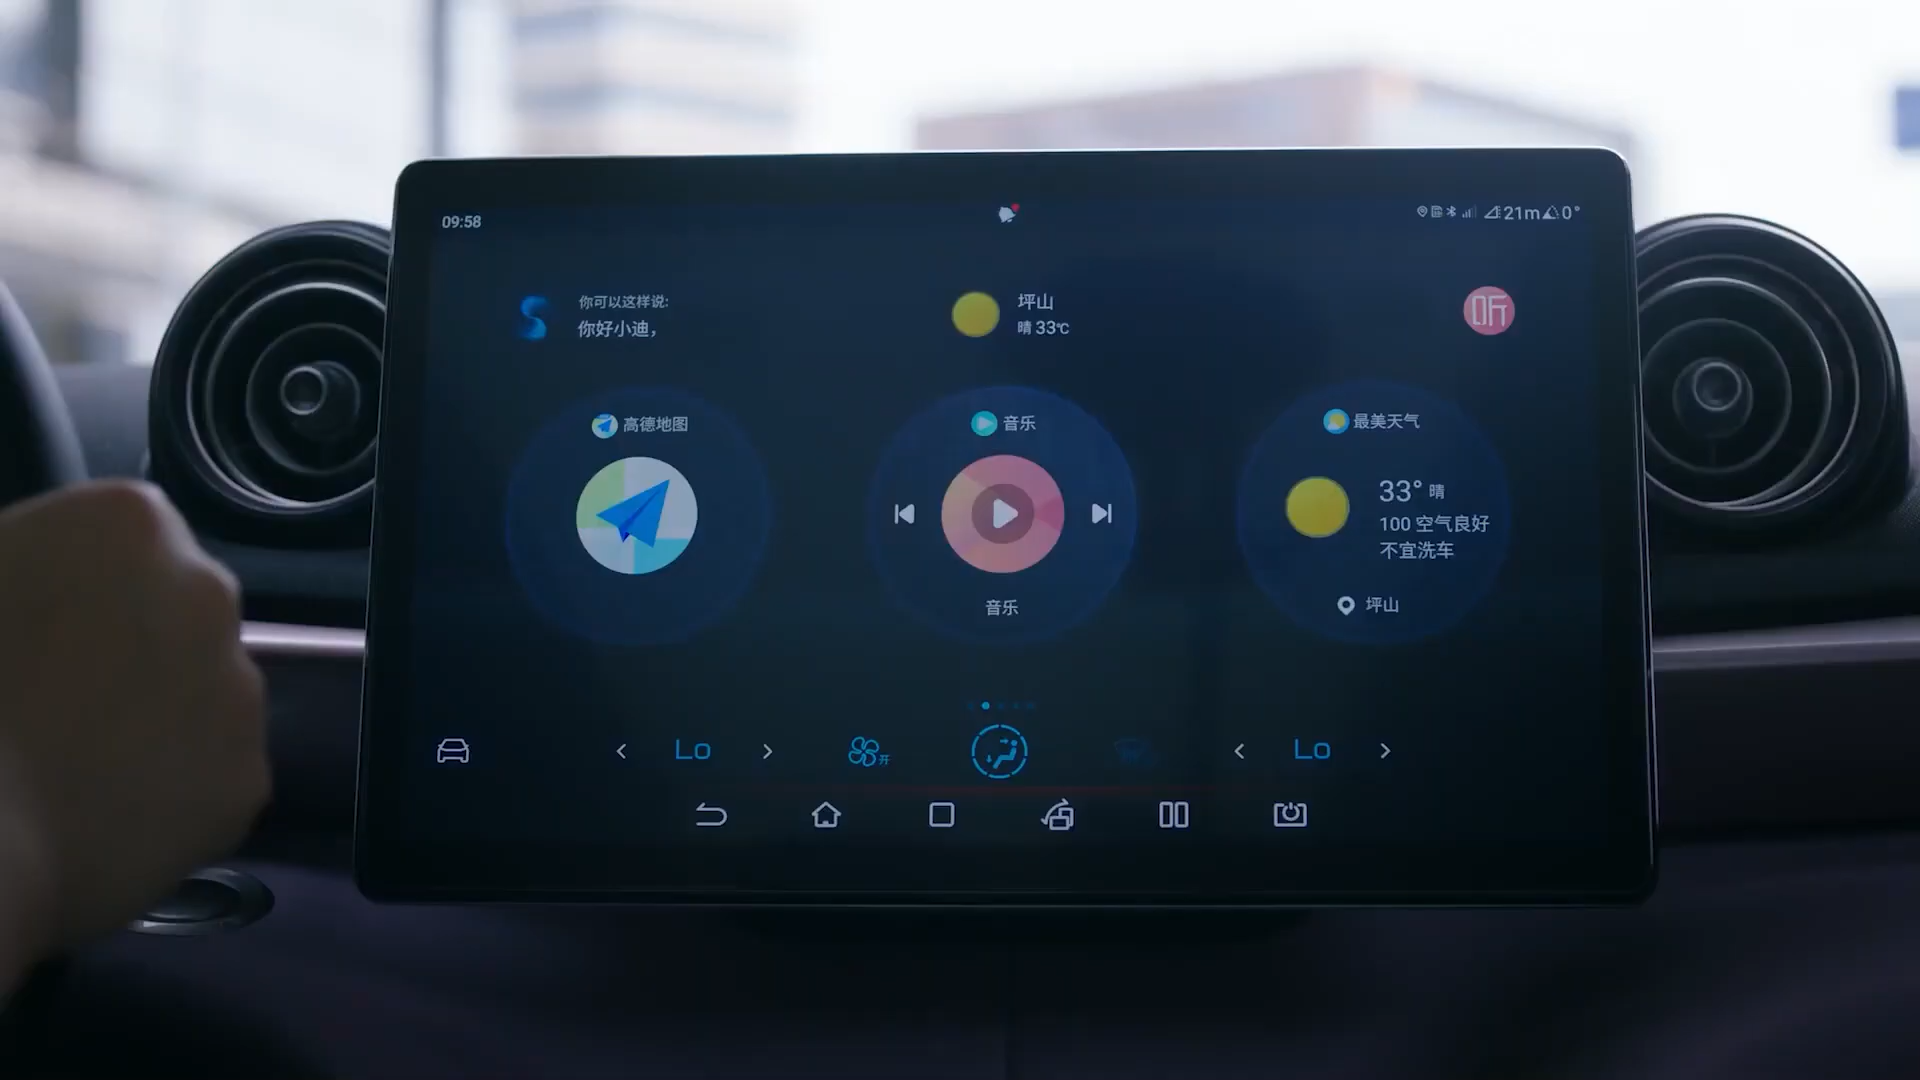 09:58
21m 0°
你可以这样说:
你好小迪，
坪山
晴 33℃
听
高德地图
音乐
最美天气
33° 晴
100 空气良好
不宜洗车
音乐
坪山
Lo
开
Lo